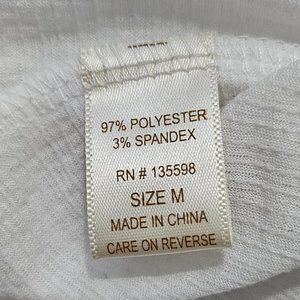 97% POLYESTER
3% SPANDEX
RN # 135598
SIZE M
MADE IN CHINA
CARE ON REVERSE